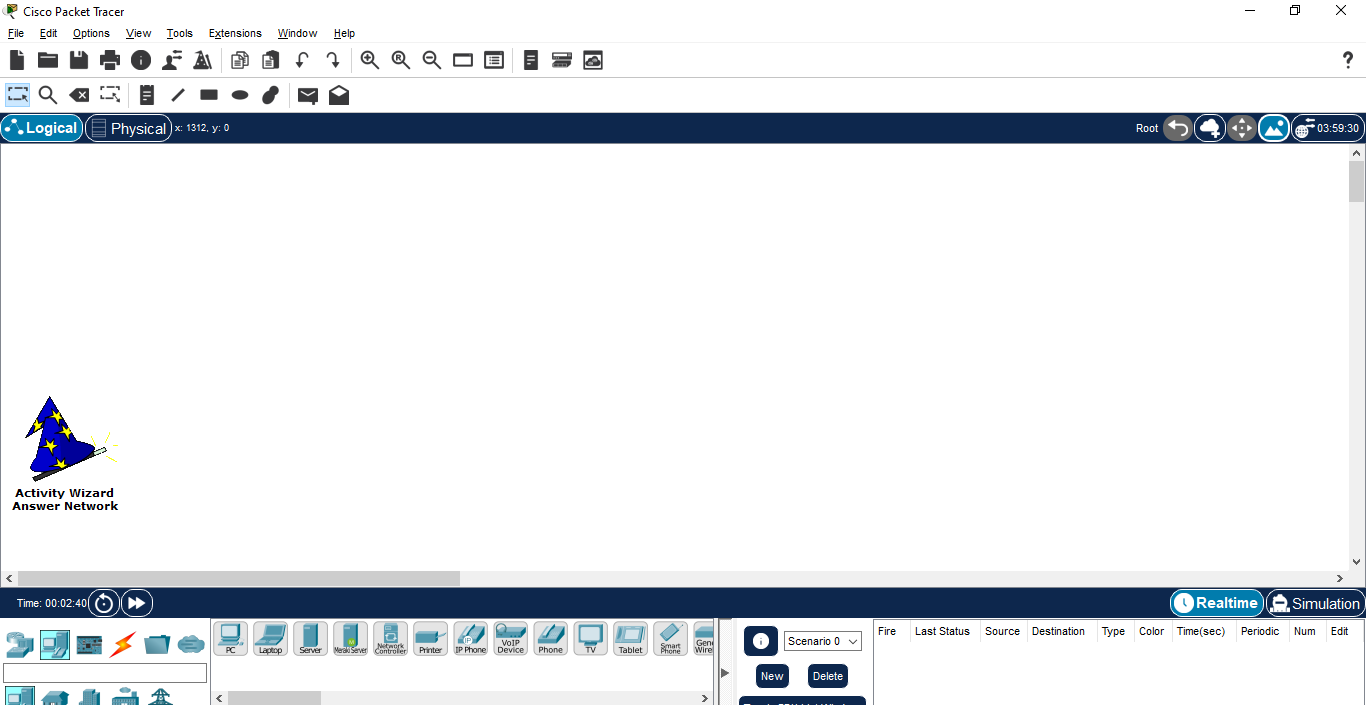 Cisco Packet Tracer
File Edit Options View Tools Extensions Window Help
?
Logical Physical x: 1312, y: 0 Root 03:59:30
Activity Wizard
Answer Network
Time: 00:02:40 Realtime Simulation
PC Laptop Server Meraki Server Network Controller Printer IP Phone VoIP Device Phone TV Tablet Smart Phone
Scenario 0 Fire Last Status Source Destination Type Color Time(sec) Periodic Num Edit
New Delete